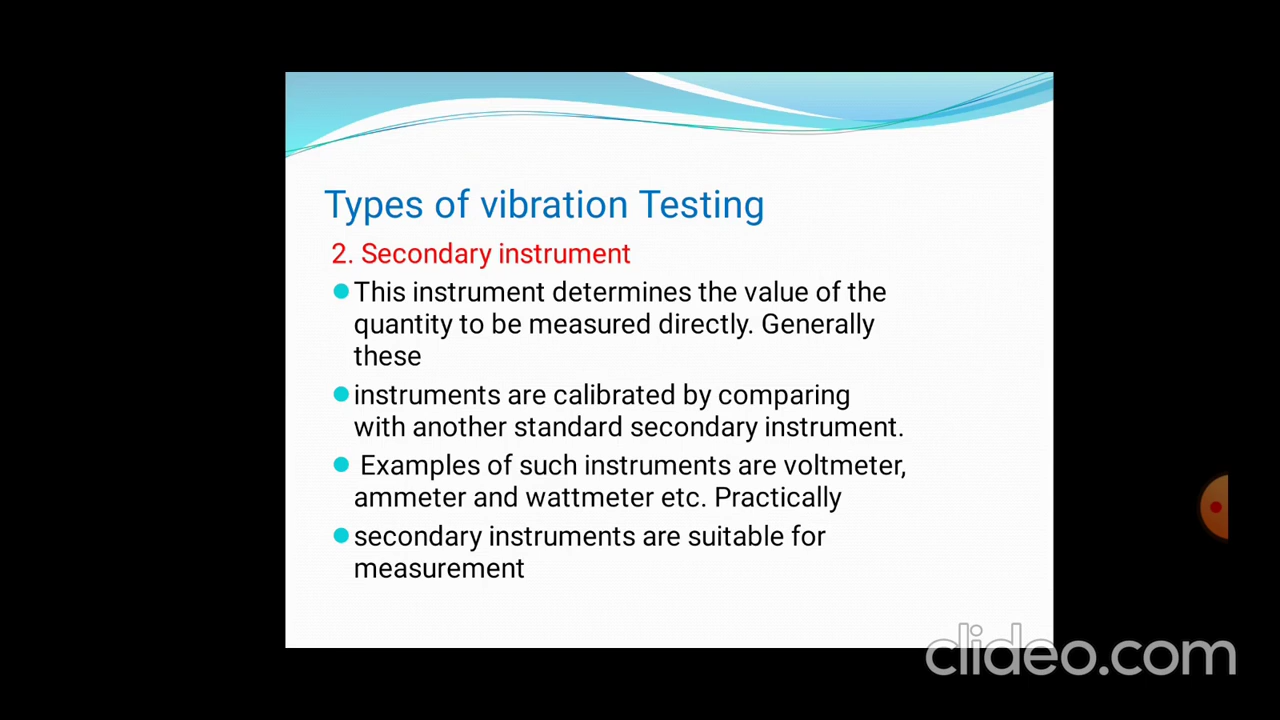 Types of vibration Testing
2. Secondary instrument
This instrument determines the value of the
quantity to be measured directly. Generally
these
instruments are calibrated by comparing
with another standard secondary instrument.
Examples of such instruments are voltmeter,
ammeter and wattmeter etc. Practically
secondary instruments are suitable for
measurement
clideo.com